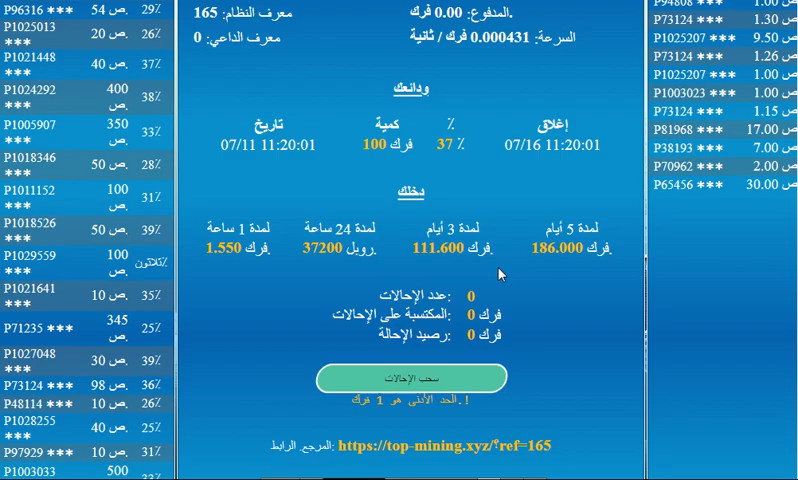 P96316 *** 54 ص. 29٪
P1025013 *** 20 ص. 26٪
P1021448 *** 40 ص. 37٪
P1024292 *** 400 ص. 38٪
P1005907 *** 350 ص. 33٪
P1018346 *** 50 ص. 28٪
P1011152 *** 100 ص. 31٪
P1018526 *** 50 ص. 39٪
P1029559 *** 100 ص. ثلاثون٪
P1021641 *** 10 ص. 35٪
P71235 *** 345 ص. 25٪
P1027048 *** 30 ص. 39٪
P73124 *** 98 ص. 36٪
P48114 *** 10 ص. 26٪
P1028255 *** 40 ص. 25٪
P97929 *** 10 ص. 31٪
P1003033 500 33٪
معرف النظام: 165
المدفوع: 0.00 فرك.
معرف الداعي: 0
السرعة: 0.000431 فرك / ثانية
ودائعك
تاريخ كمية ٪ إغلاق
07/11 11:20:01 100 فرك 37 ٪ 07/16 11:20:01
دخلك
لمدة 1 ساعة لمدة 24 ساعة لمدة 3 أيام لمدة 5 أيام
1.550 فرك. 37200 روبل. 111.600 فرك. 186.000 فرك.
عدد الإحالات: 0
المكتسبة على الإحالات: 0 فرك
رصيد الإحالة: 0 فرك
سحب الإحالات
الحد الأدنى هو 1 فرك.!
المرجع. الرابط: https://top-mining.xyz/?ref=165
P94808 *** 1.00 ص
P73124 *** 1.30 ص
P1025207 *** 9.50 ص
P73124 *** 1.26 ص
P1025207 *** 1.00 ص
P1003023 *** 1.00 ص
P73124 *** 1.15 ص
P81968 *** 17.00 ص
P38193 *** 7.00 ص
P70962 *** 2.00 ص
P65456 *** 30.00 ص